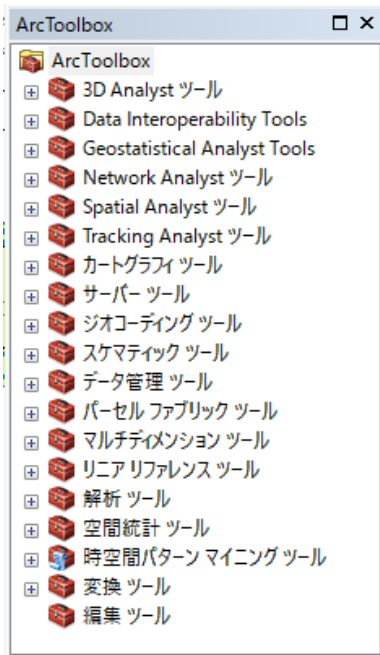 ArcToolbox
ArcToolbox
3D Analyst ツール
Data Interoperability Tools
Geostatistical Analyst Tools
Network Analyst ツール
Spatial Analyst ツール
Tracking Analyst ツール
カートグラフィ ツール
サーバー ツール
ジオコーディング ツール
スケマティック ツール
データ管理 ツール
パーセル ファブリック ツール
マルチディメンション ツール
リニア リファレンス ツール
解析 ツール
空間統計 ツール
時空間パターン マイニング ツール
変換 ツール
編集 ツール